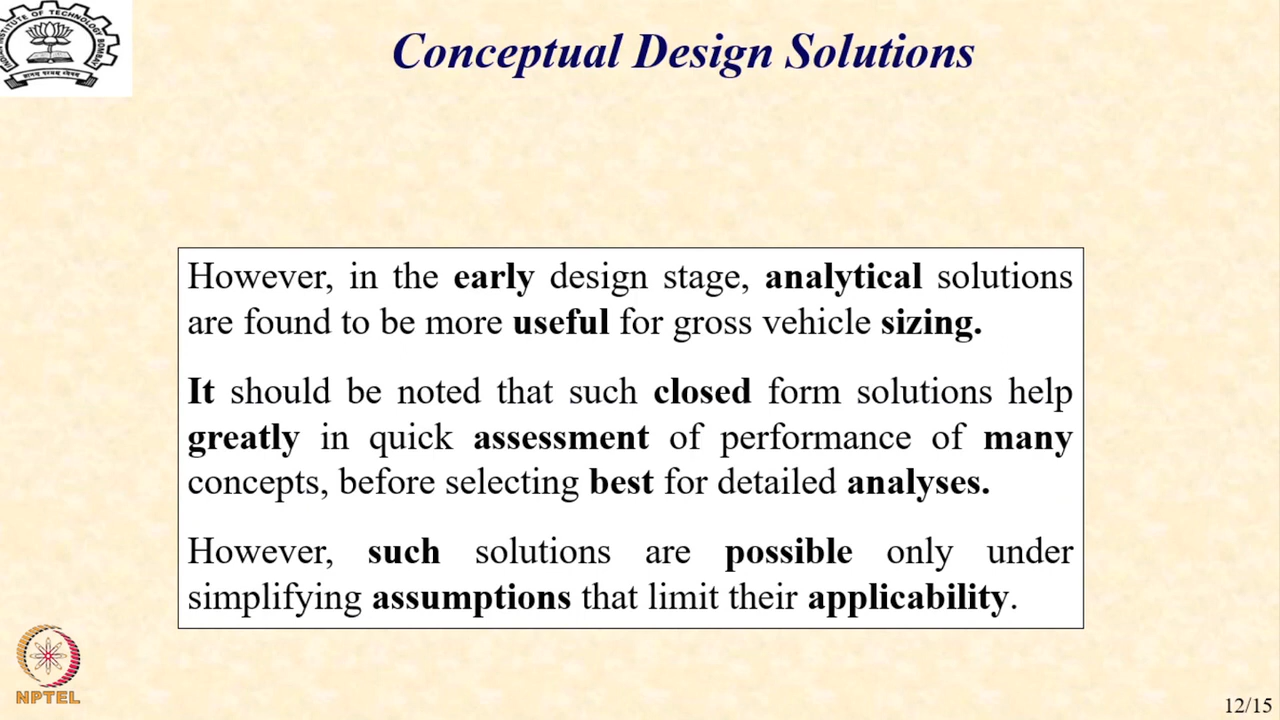 Conceptual Design Solutions
However, in the early design stage, analytical solutions
are found to be more useful for gross vehicle sizing.
It should be noted that such closed form solutions help
greatly in quick assessment of performance of many
concepts, before selecting best for detailed analyses.
However, such solutions are possible only under
simplifying assumptions that limit their applicability.
NPTEL
12/15